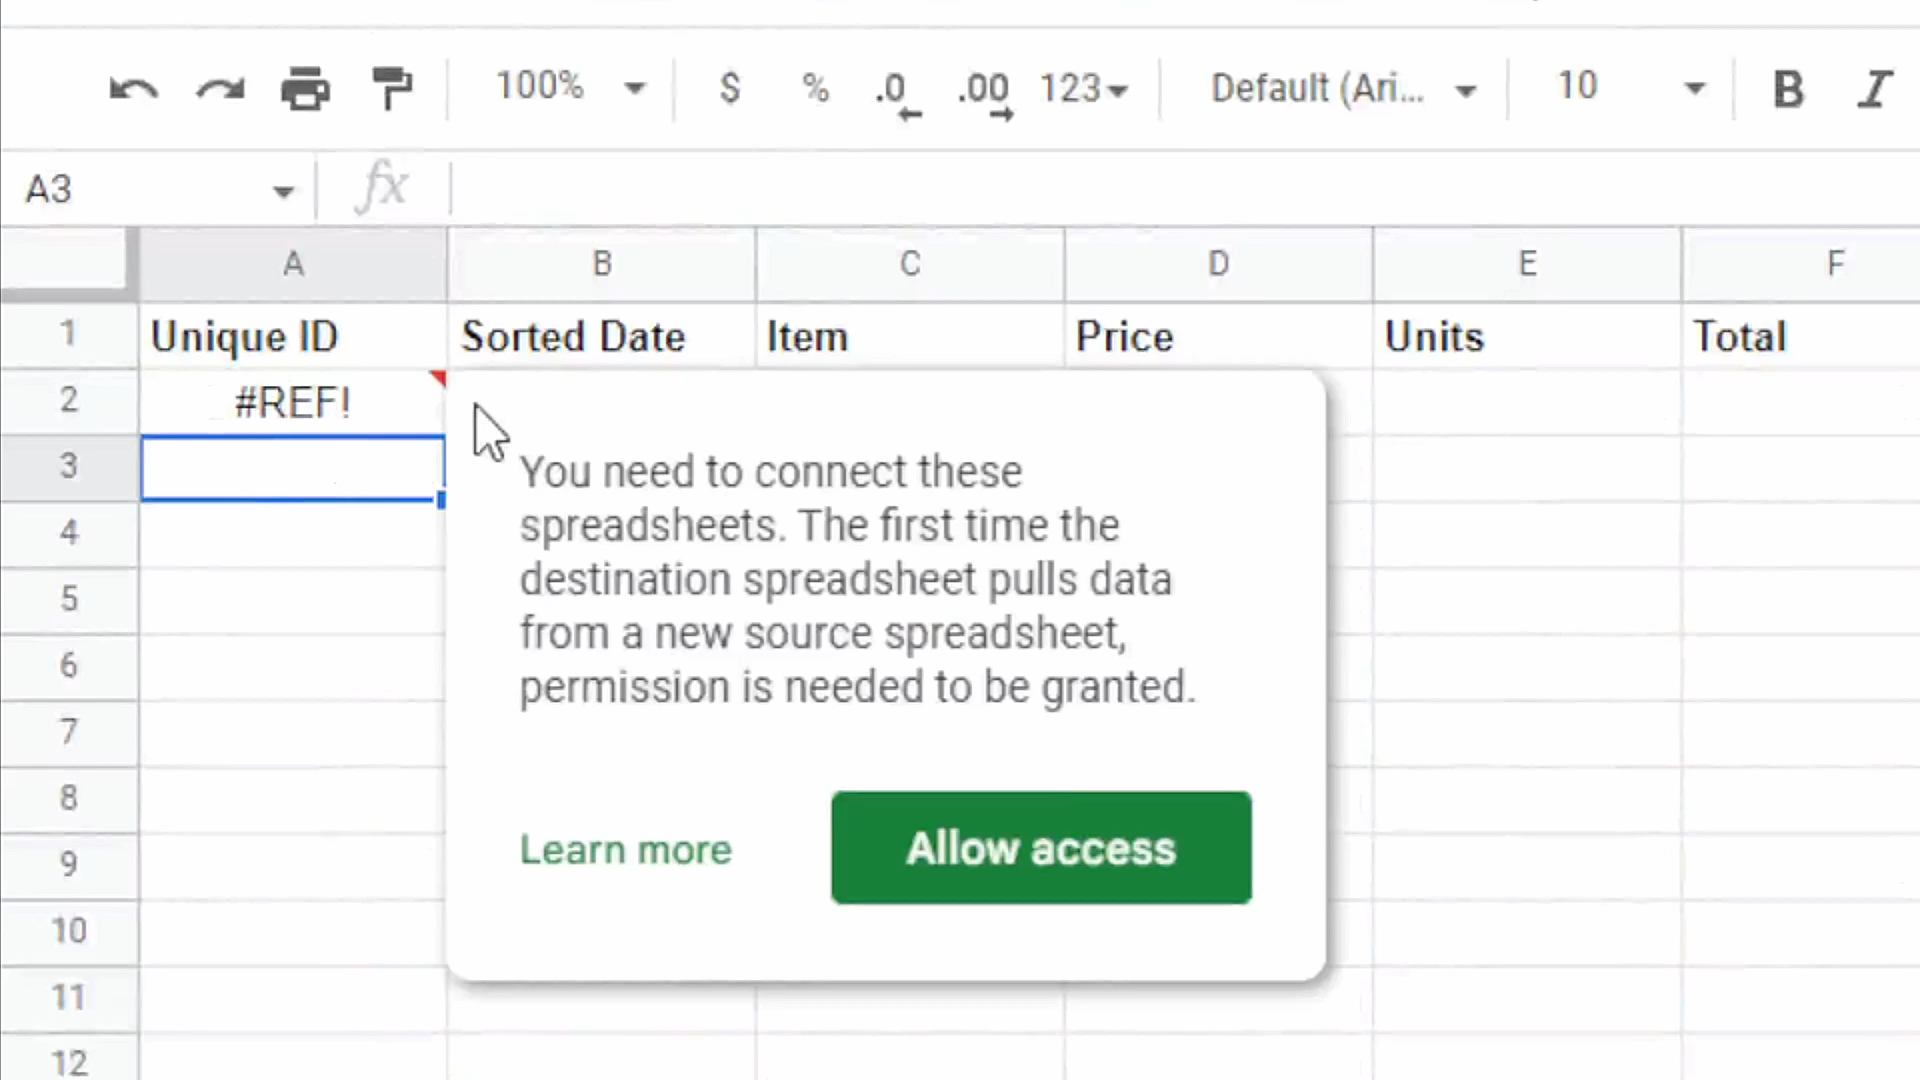 100% $ % .0 .00 123 Default (Ari... 10 B I
A3 fx
A B C D E F
1 Unique ID Sorted Date Item Price Units Total
2 #REF!
3
You need to connect these
4
spreadsheets. The first time the
5
destination spreadsheet pulls data
from a new source spreadsheet,
6
permission is needed to be granted.
7
8
Learn more Allow access
9
10
11
12